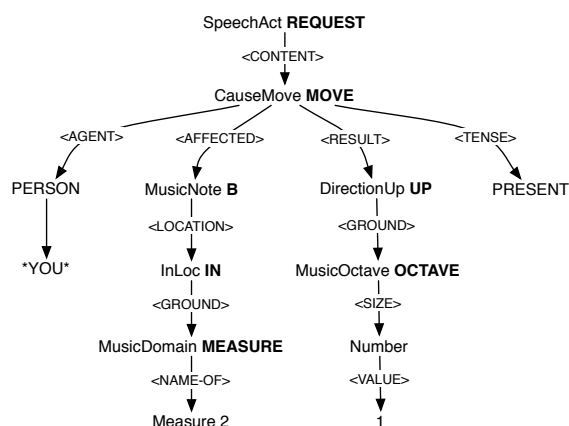 SpeechAct REQUEST
<CONTENT>
CauseMove MOVE
<AGENT> <AFFECTED> <RESULT> <TENSE>
PERSON MusicNote B DirectionUp UP PRESENT
<LOCATION> <GROUND>
*YOU* InLoc IN MusicOctave OCTAVE
<GROUND> <SIZE>
MusicDomain MEASURE Number
<NAME-OF> <VALUE>
Measure 2 1